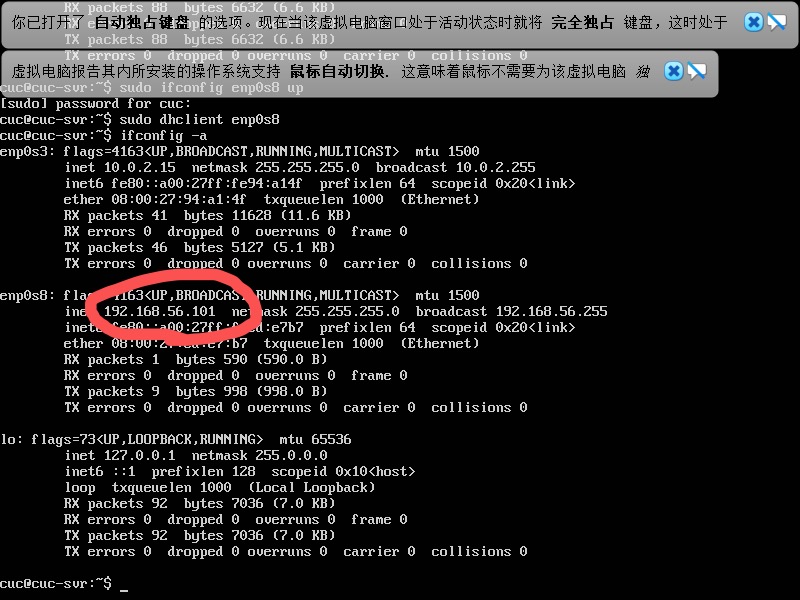 RX packets 88 bytes 6632 (6.6 KB)
你已打开了 自动独占键盘 的选项。现在当该虚拟电脑窗口处于活动状态时就将 完全独占 键盘，这时处于
TX packets 88 bytes 6632 (6.6 KB)
虚拟电脑报告其内所安装的操作系统支持 鼠标自动切换. 这意味着鼠标不需要为该虚拟电脑 独
cuc@cuc-svr:~$ sudo ifconfig enp0s8 up
[sudo] password for cuc:
cuc@cuc-svr:~$ sudo dhclient enp0s8
cuc@cuc-svr:~$ ifconfig -a
enp0s3: flags=4163<UP,BROADCAST,RUNNING,MULTICAST> mtu 1500
inet 10.0.2.15 netmask 255.255.255.0 broadcast 10.0.2.255
inet6 fe80::a00:27ff:fe94:a14f prefixlen 64 scopeid 0x20<link>
ether 08:00:27:94:a1:4f txqueuelen 1000 (Ethernet)
RX packets 41 bytes 11628 (11.6 KB)
RX errors 0 dropped 0 overruns 0 frame 0
TX packets 46 bytes 5127 (5.1 KB)
TX errors 0 dropped 0 overruns 0 carrier 0 collisions 0
enp0s8: flags=4163<UP,BROADCAST,RUNNING,MULTICAST> mtu 1500
inet 192.168.56.101 netmask 255.255.255.0 broadcast 192.168.56.255
inet6 fe80::a00:27ff: :e7b7 prefixlen 64 scopeid 0x20<link>
ether 08:00:27: :e7:b7 txqueuelen 1000 (Ethernet)
RX packets 1 bytes 590 (590.0 B)
RX errors 0 dropped 0 overruns 0 frame 0
TX packets 9 bytes 998 (998.0 B)
TX errors 0 dropped 0 overruns 0 carrier 0 collisions 0
lo: flags=73<UP,LOOPBACK,RUNNING> mtu 65536
inet 127.0.0.1 netmask 255.0.0.0
inet6 ::1 prefixlen 128 scopeid 0x10<host>
loop txqueuelen 1000 (Local Loopback)
RX packets 92 bytes 7036 (7.0 KB)
RX errors 0 dropped 0 overruns 0 frame 0
TX packets 92 bytes 7036 (7.0 KB)
TX errors 0 dropped 0 overruns 0 carrier 0 collisions 0
cuc@cuc-svr:~$ _